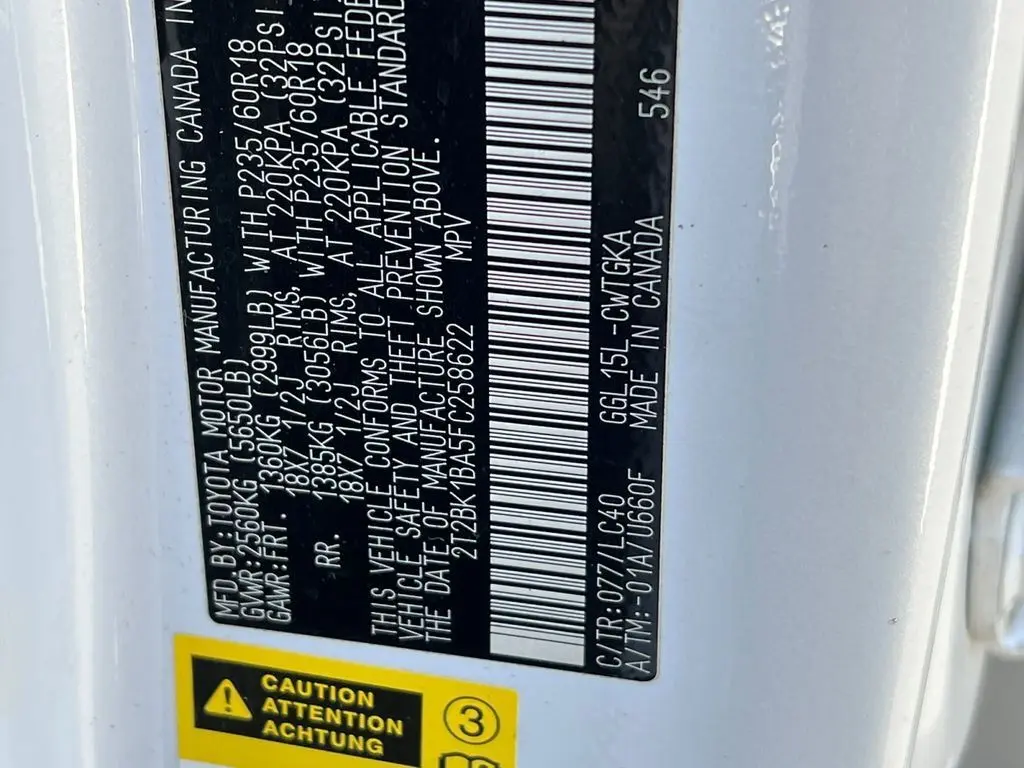 MFD. BY:TOYOTA MOTOR MANUFACTURING CANADA IN
GVWR:2560KG (5650LB)
GAWR:FRT. 1360KG (2999LB) WITH P235/60R18
18X7 1/2J RIMS, AT 220KPA (32PSI
RR. 1385KG (3056LB) WITH P235/60R18
18X7 1/2J RIMS, AT 220KPA (32PSI
THIS VEHICLE CONFORMS TO ALL APPLICABLE FEDE
VEHICLE SAFETY AND THEFT PREVENTION STANDARD
THE DATE OF MANUFACTURE SHOWN ABOVE.
2T2BK1BA5FC258622 MPV
C/TR:077/LC40 GGL15L-CWTGKA
A/TM:-01A/U660F MADE IN CANADA 546
CAUTION
ATTENTION
ACHTUNG
3